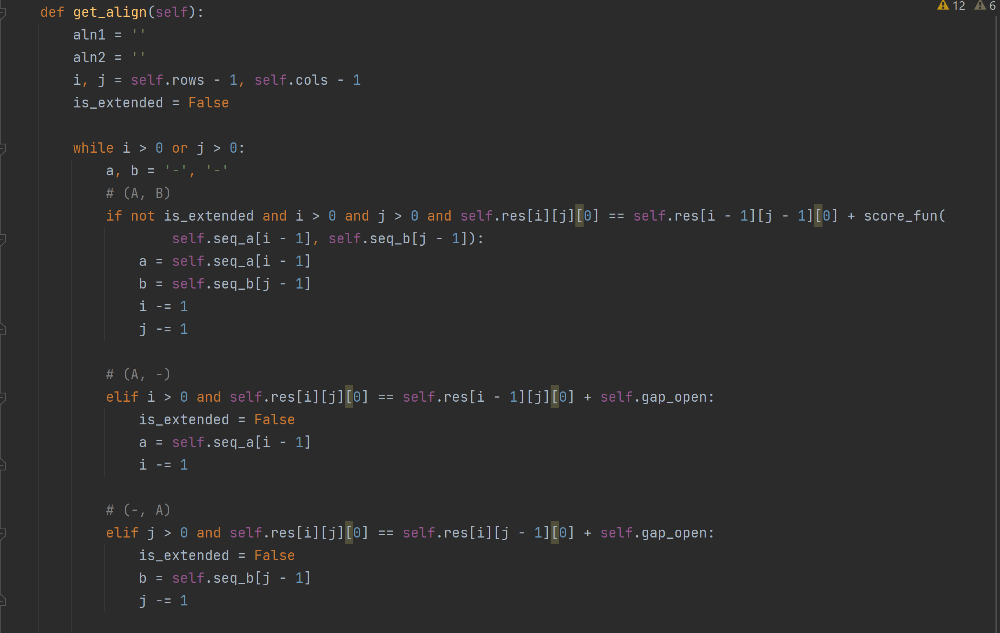 def get_align(self):
12 6
    aln1 = ''
    aln2 = ''
    i, j = self.rows - 1, self.cols - 1
    is_extended = False

    while i > 0 or j > 0:
        a, b = '-', '-'
        # (A, B)
        if not is_extended and i > 0 and j > 0 and self.res[i][j][0] == self.res[i - 1][j - 1][0] + score_fun(
                self.seq_a[i - 1], self.seq_b[j - 1]):
            a = self.seq_a[i - 1]
            b = self.seq_b[j - 1]
            i -= 1
            j -= 1

        # (A, -)
        elif i > 0 and self.res[i][j][0] == self.res[i - 1][j][0] + self.gap_open:
            is_extended = False
            a = self.seq_a[i - 1]
            i -= 1

        # (-, A)
        elif j > 0 and self.res[i][j][0] == self.res[i][j - 1][0] + self.gap_open:
            is_extended = False
            b = self.seq_b[j - 1]
            j -= 1